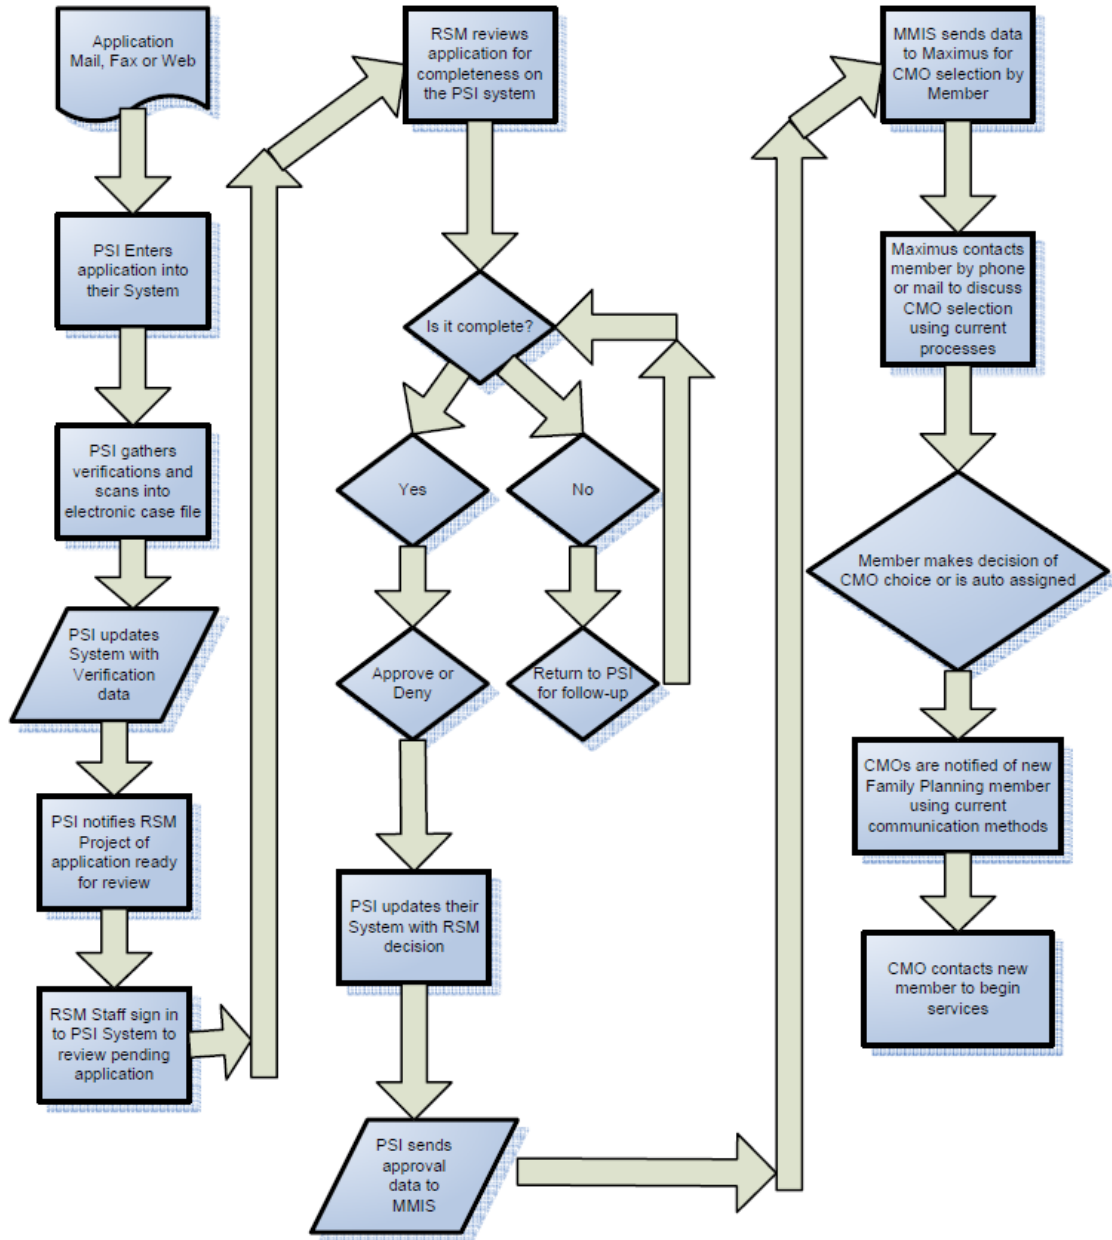 Application
Mail, Fax or Web
PSI Enters
application into
their System
PSI gathers
verifications and
scans into
electronic case file
PSI updates
System with
Verification
data
PSI notifies RSM
Project of
application ready
for review
RSM Staff sign in
to PSI System to
review pending
application
RSM reviews
application for
completeness on
the PSI system
Is it complete?
Yes
No
Approve or
Deny
Return to PSI
for follow-up
PSI updates their
System with RSM
decision
PSI sends
approval
data to
MMIS
MMIS sends data
to Maximus for
CMO selection by
Member
Maximus contacts
member by phone
or mail to discuss
CMO selection
using current
processes
Member makes decision of
CMO choice or is auto assigned
CMOs are notified of new
Family Planning member
using current
communication methods
CMO contacts new
member to begin
services